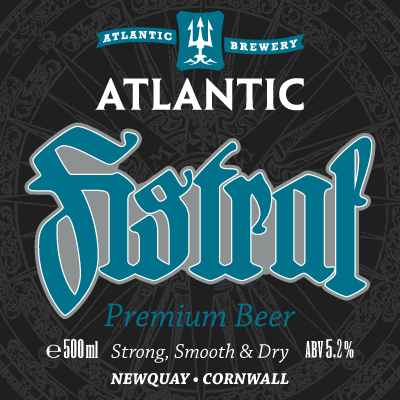 ATLANTIC BREWERY
ATLANTIC
Fistral
Premium Beer
℮500ml Strong, Smooth & Dry ABV 5.2%
NEWQUAY • CORNWALL